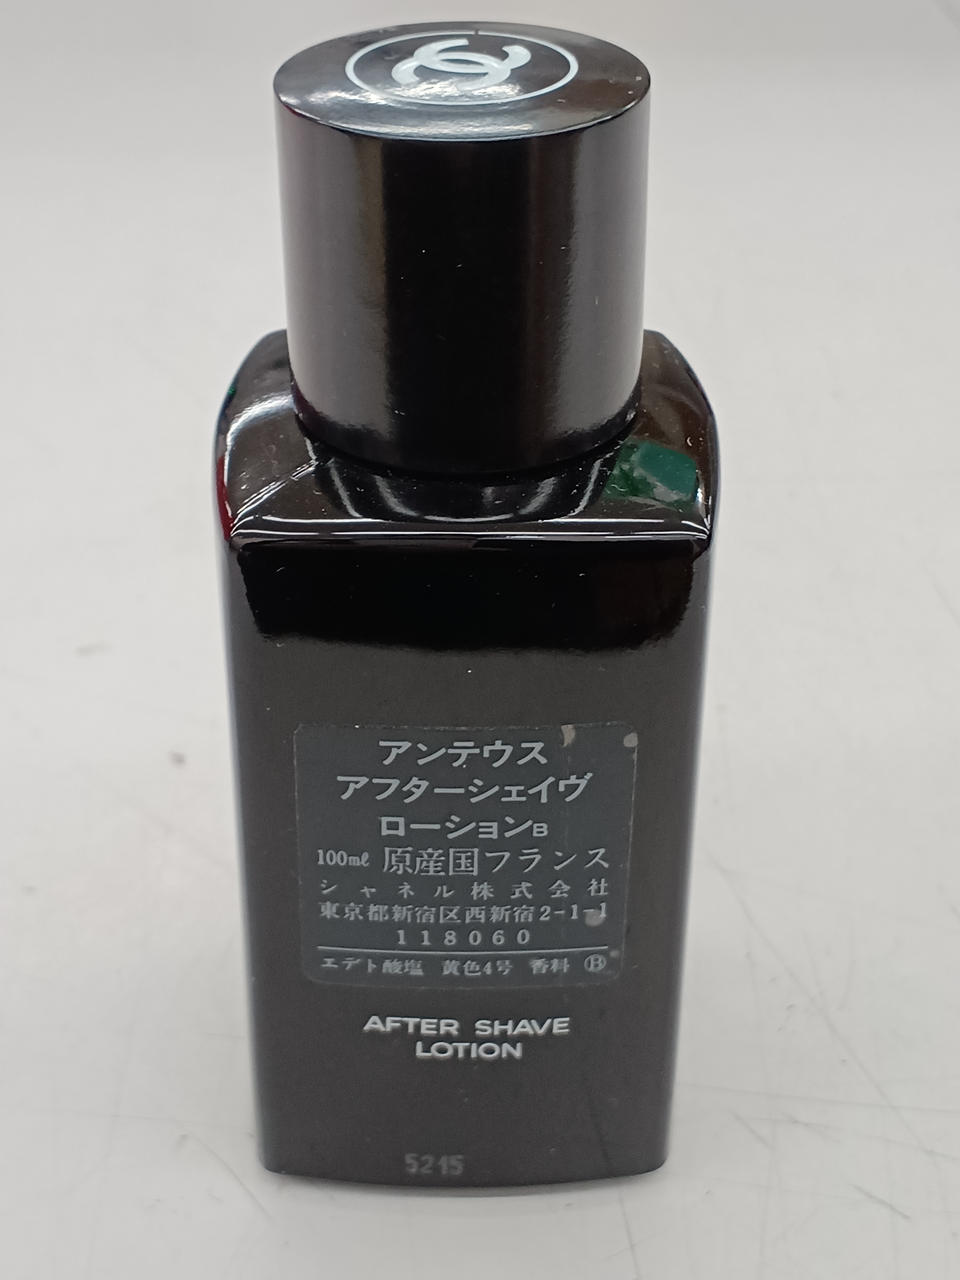 アンテウス
アフターシェイヴ
ローションB
100mℓ 原産国フランス
シャネル株式会社
東京都新宿区西新宿2-1-1
118060
エデト酸塩 黄色4号 香料 Ⓑ
AFTER SHAVE
LOTION
5215